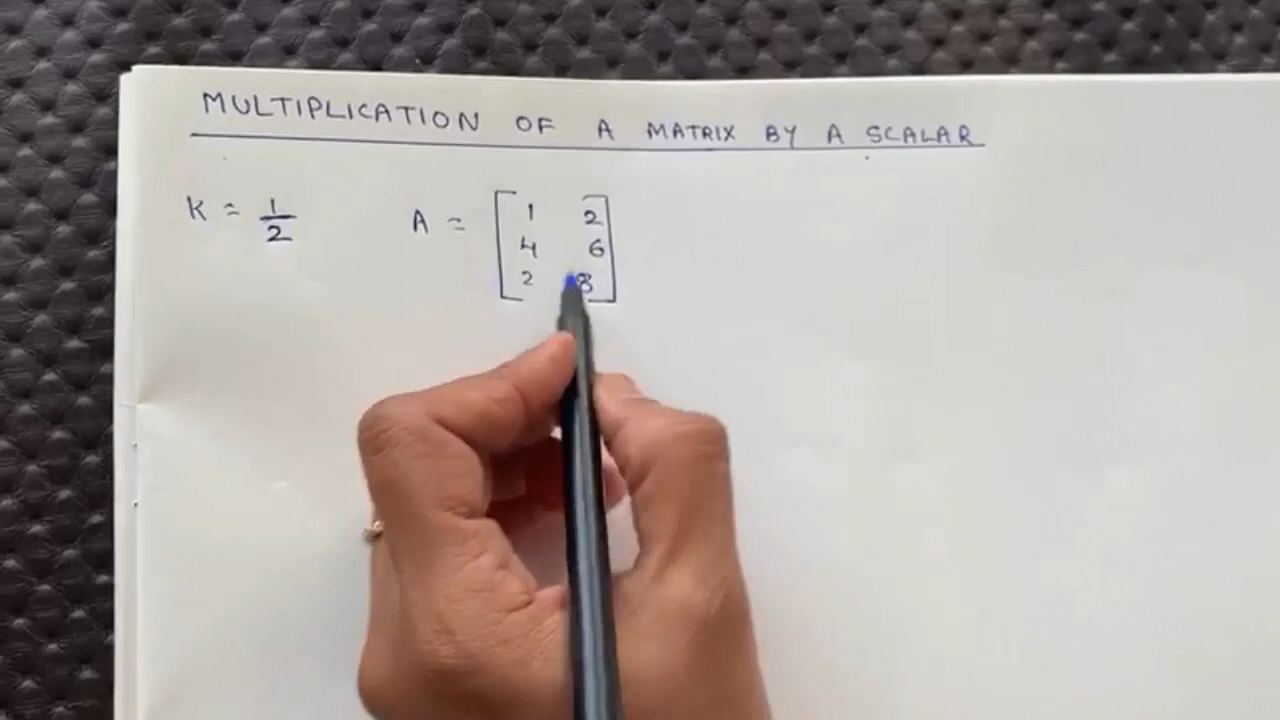 MULTIPLICATION OF A MATRIX BY A SCALAR
K = 1/2 A = [1 2
4 6
2 8]